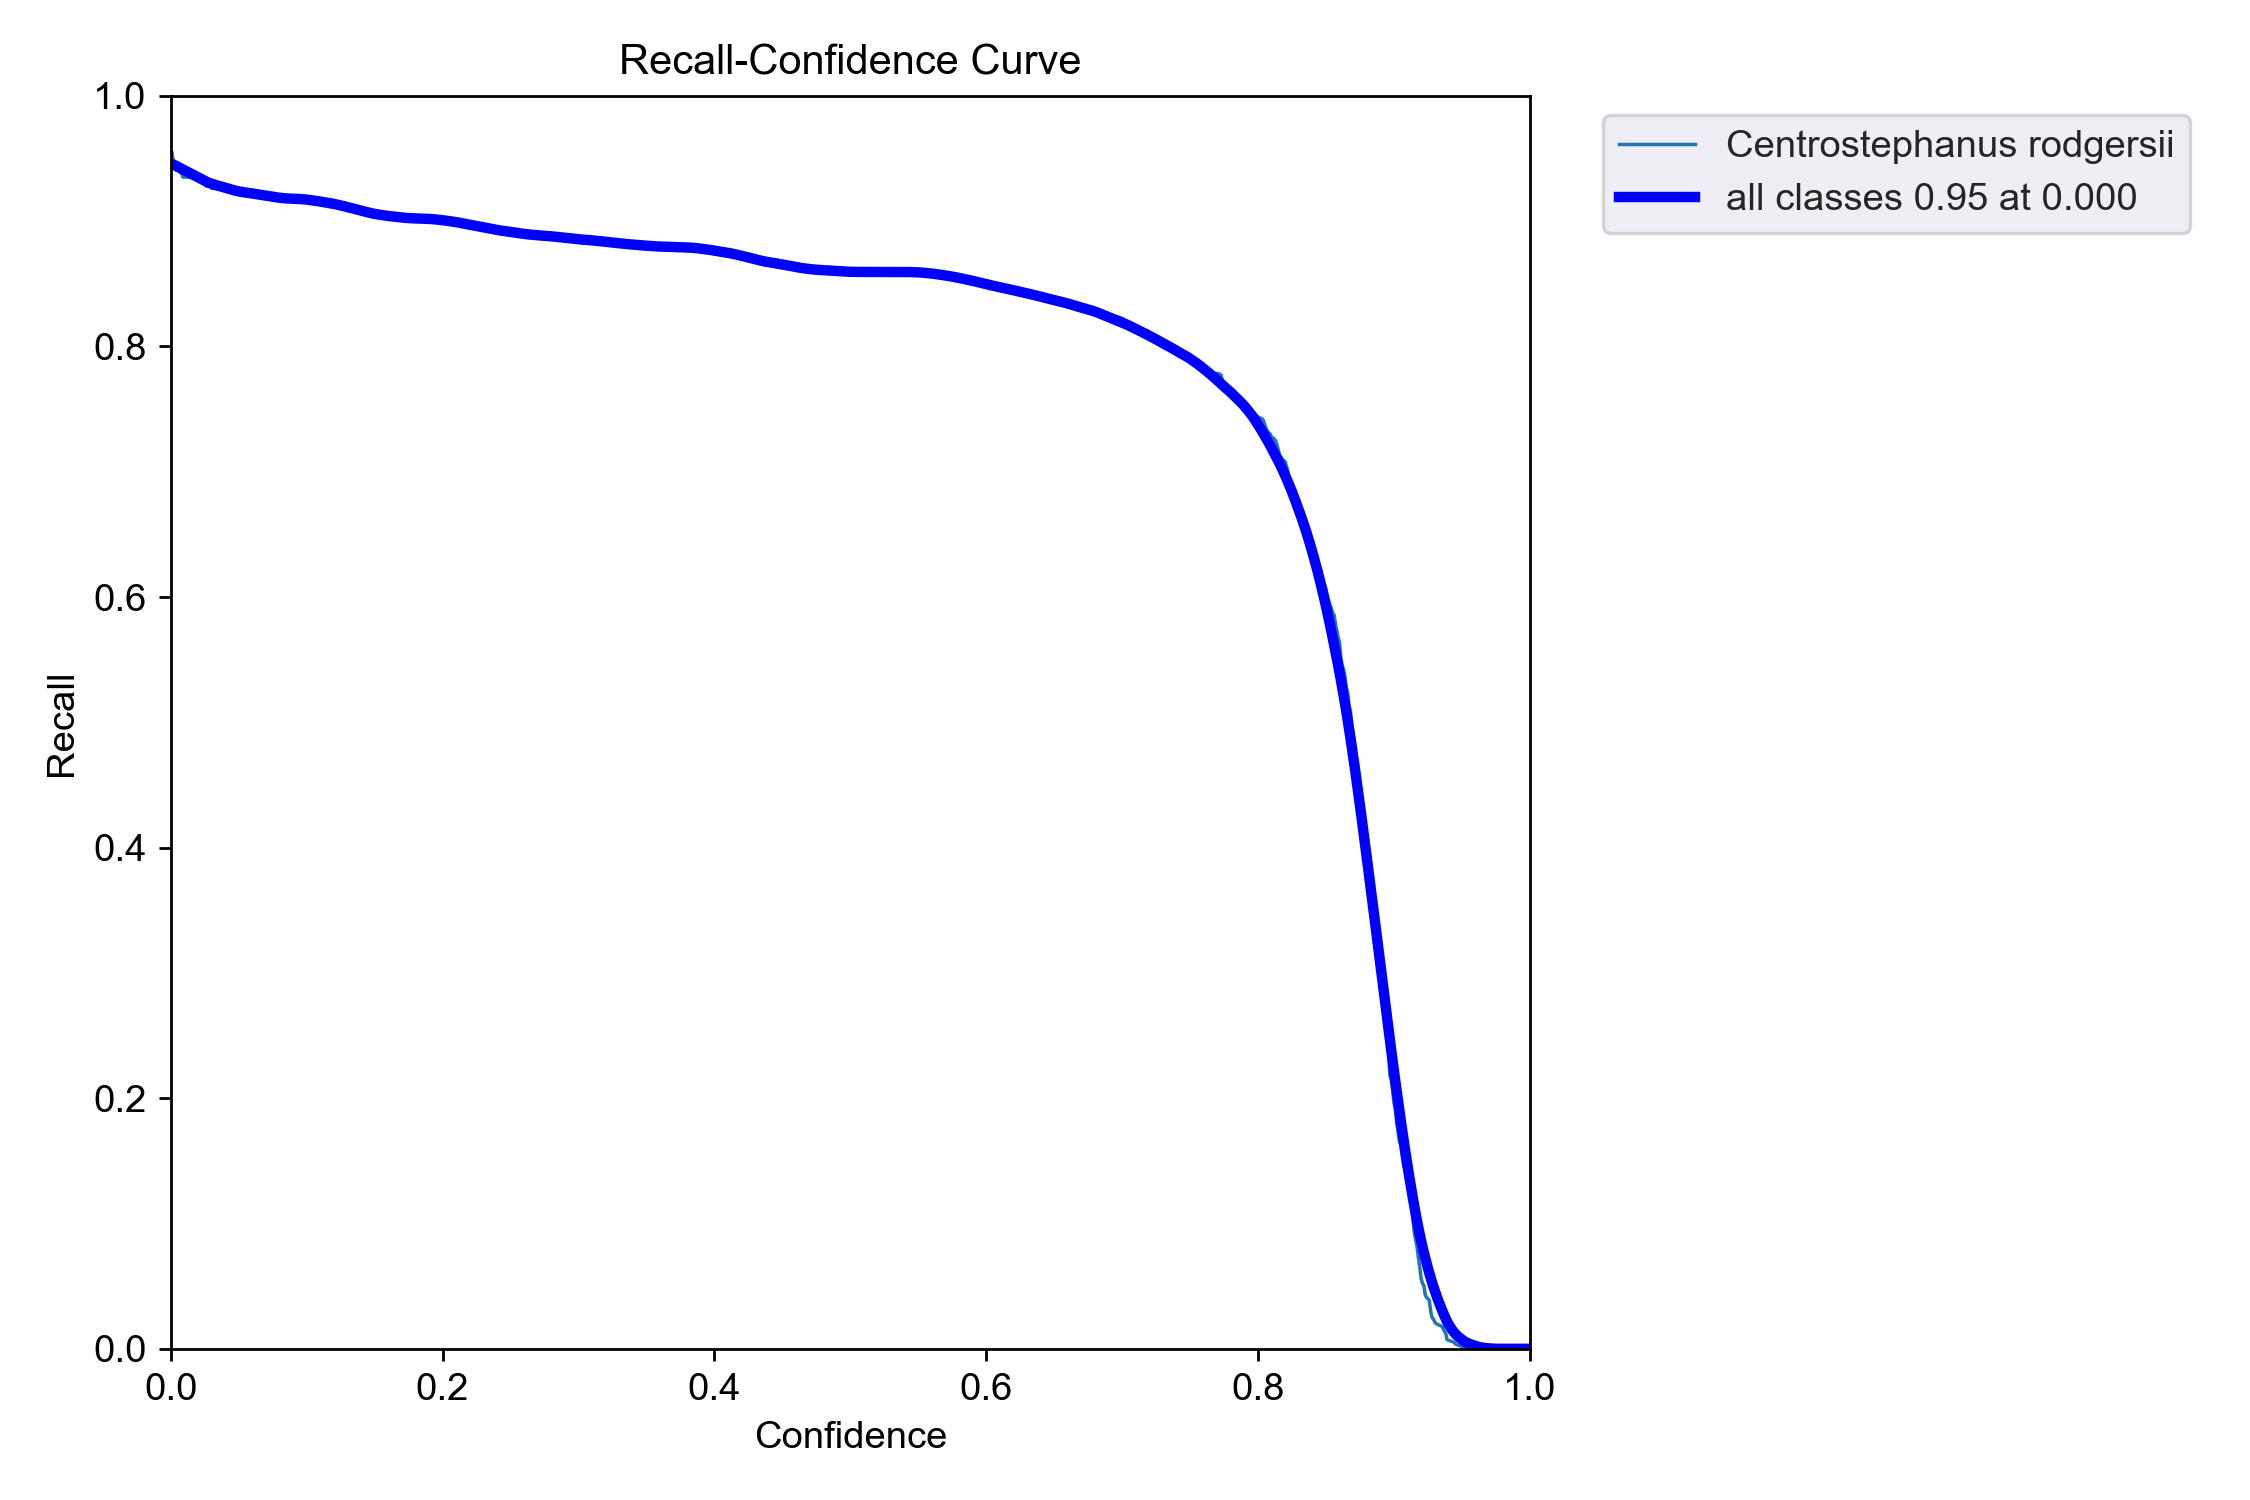 Recall-Confidence Curve
1.0
0.8
0.6
0.4
0.2
0.0
Recall
0.0 0.2 0.4 0.6 0.8 1.0
Confidence
Centrostephanus rodgersii
all classes 0.95 at 0.000